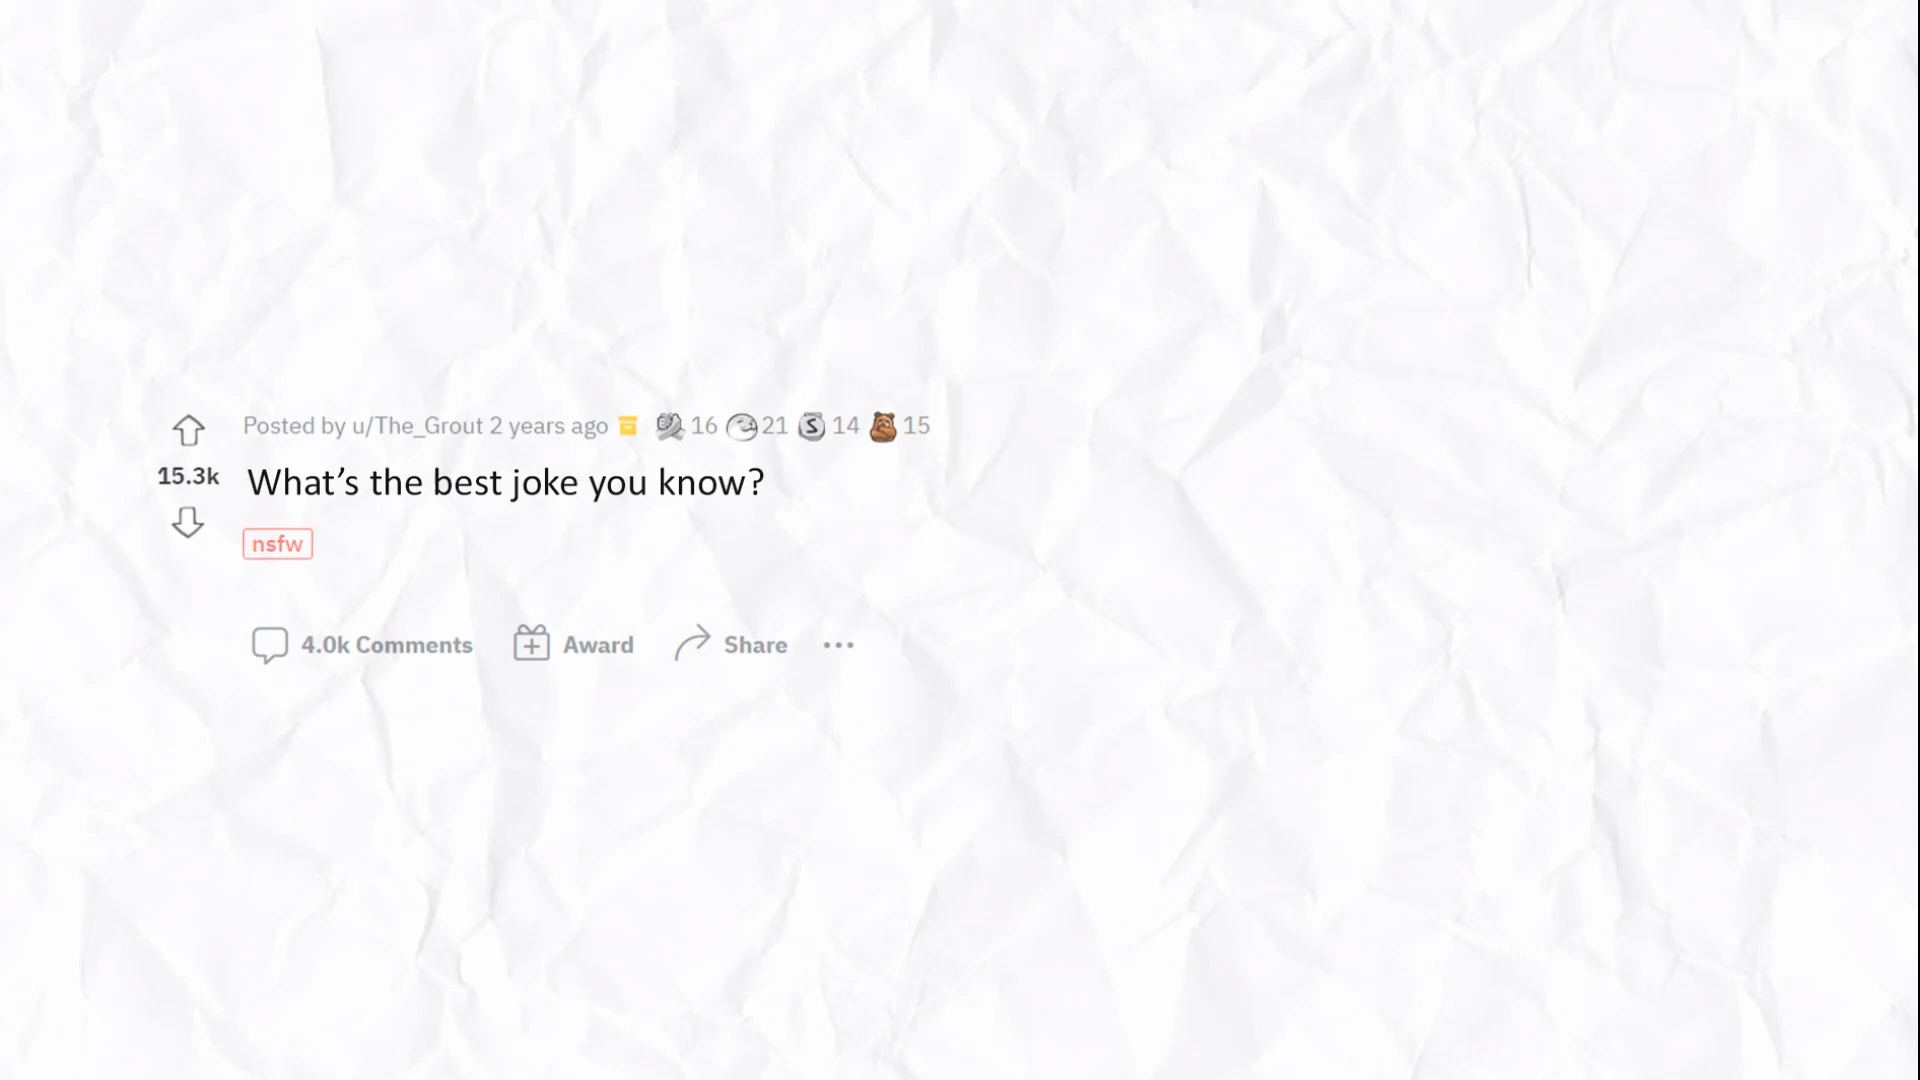 Posted by u/The_Grout 2 years ago 16 21 S 14 15
15.3k
What’s the best joke you know?
nsfw
4.0k Comments Award Share ···